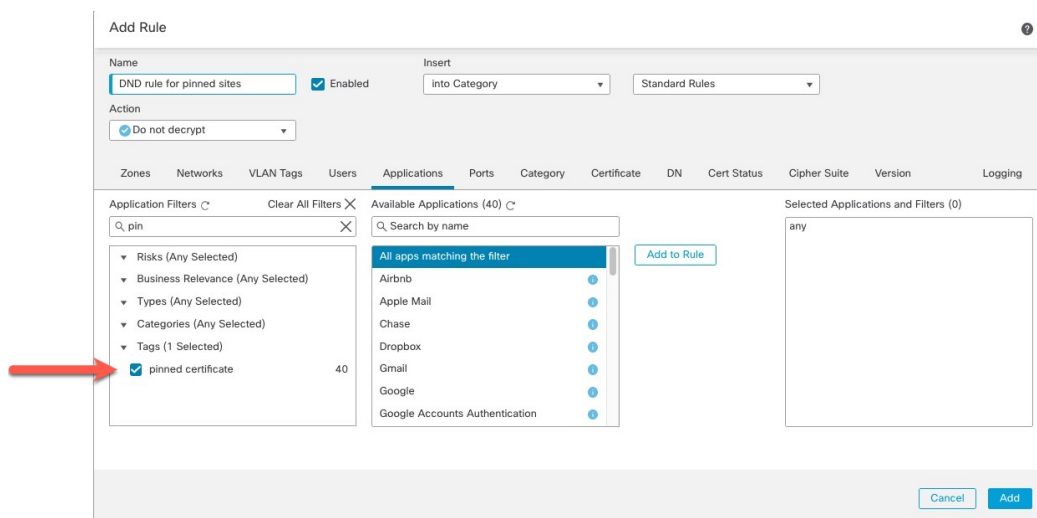 Add Rule
Name
Insert
DND rule for pinned sites
Enabled
into Category
Standard Rules
Action
Do not decrypt
Zones Networks VLAN Tags Users Applications Ports Category Certificate DN Cert Status Cipher Suite Version Logging
Application Filters
Clear All Filters
Available Applications (40)
Selected Applications and Filters (0)
pin
Search by name
any
Risks (Any Selected)
Business Relevance (Any Selected)
Types (Any Selected)
Categories (Any Selected)
Tags (1 Selected)
pinned certificate 40
All apps matching the filter
Airbnb
Apple Mail
Chase
Dropbox
Gmail
Google
Google Accounts Authentication
Add to Rule
Cancel
Add